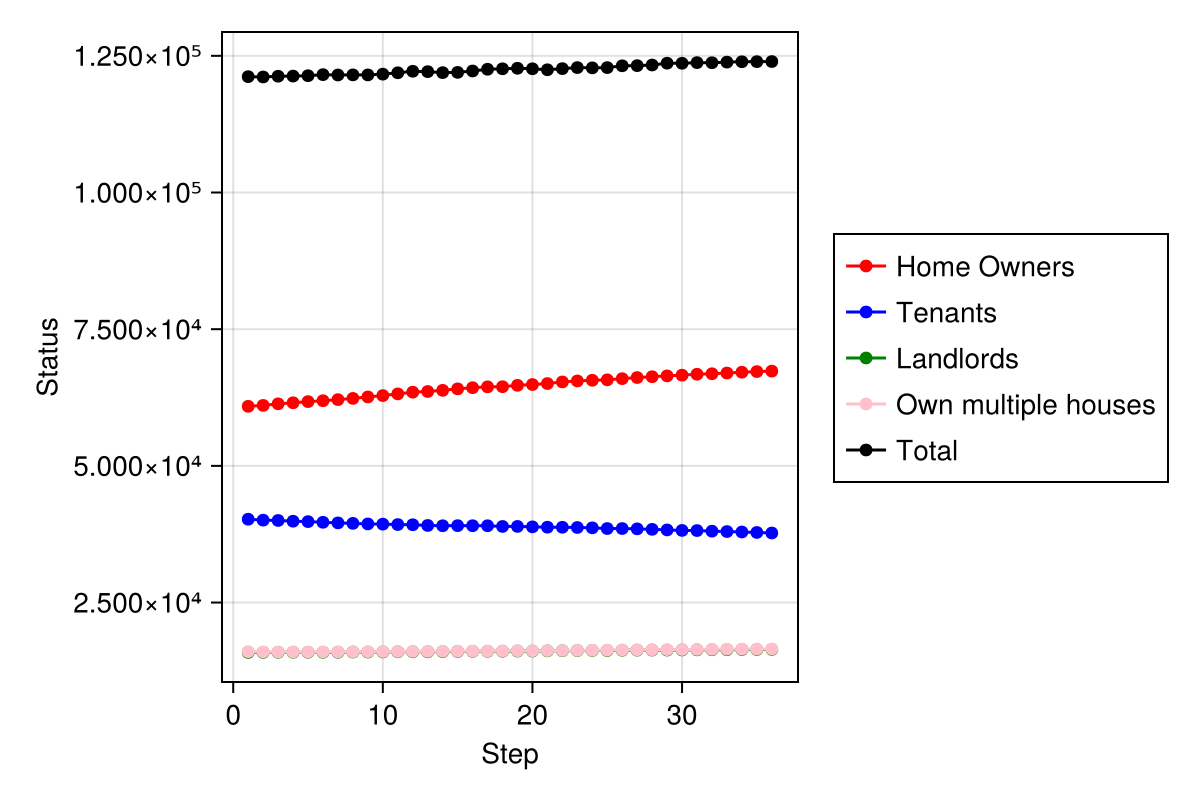 1.250×10⁵
1.000×10⁵
7.500×10⁴
5.000×10⁴
2.500×10⁴
Status
0 10 20 30
Step
Home Owners
Tenants
Landlords
Own multiple houses
Total